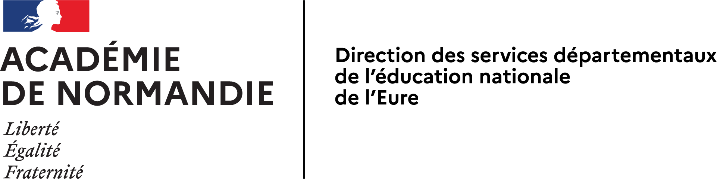 ACADÉMIE
DE NORMANDIE
Liberté
Égalité
Fraternité
Direction des services départementaux
de l'éducation nationale
de l'Eure